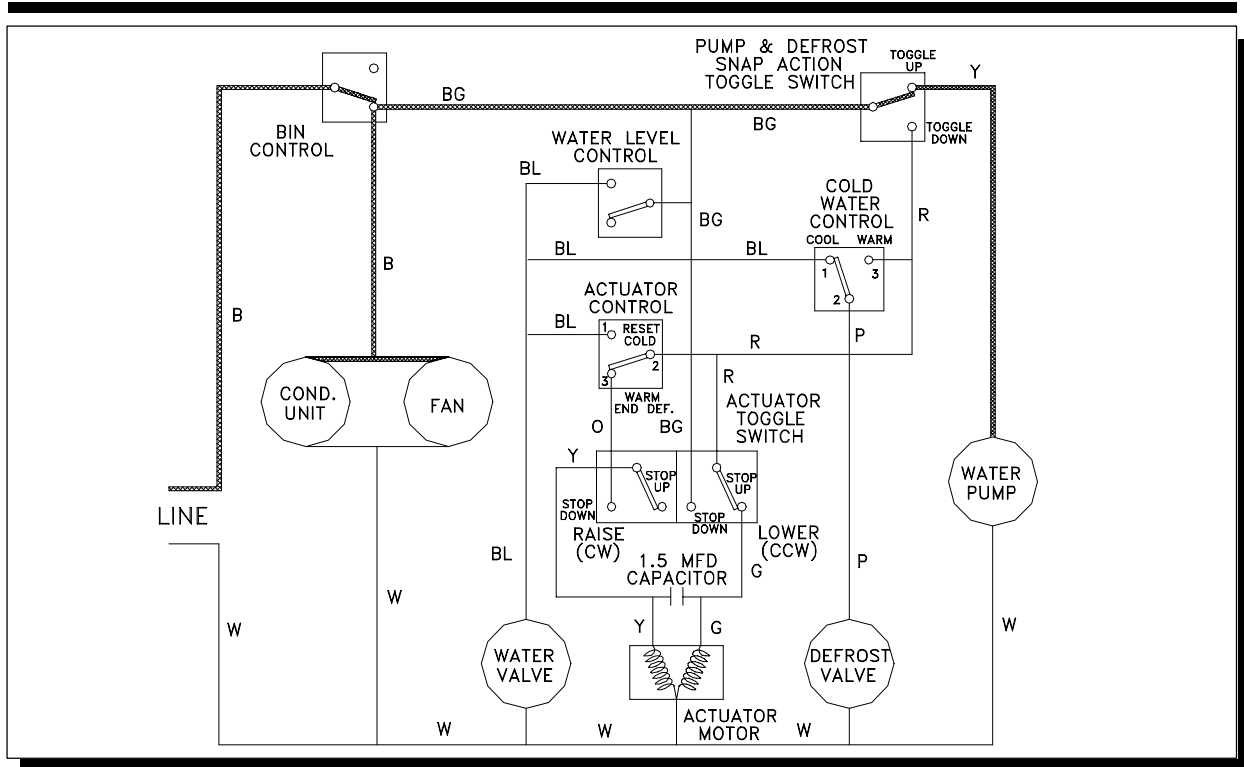 PUMP & DEFROST
SNAP ACTION
TOGGLE SWITCH
TOGGLE
UP
Y
BG
BG
TOGGLE
DOWN
BIN
CONTROL
WATER LEVEL
CONTROL
BL
BG
COLD
WATER
CONTROL
COOL
WARM
R
BL
BL
1
3
2
B
B
ACTUATOR
CONTROL
BL
1
RESET
COLD
2
3
WARM
END DEF.
R
P
R
COND.
UNIT
FAN
O
BG
ACTUATOR
TOGGLE
SWITCH
Y
STOP
UP
STOP
UP
STOP
DOWN
STOP
DOWN
RAISE
(CW)
LOWER
(CCW)
WATER
PUMP
LINE
BL
1.5 MFD
CAPACITOR
G
P
W
W
Y
G
W
WATER
VALVE
DEFROST
VALVE
ACTUATOR
MOTOR
W
W
W